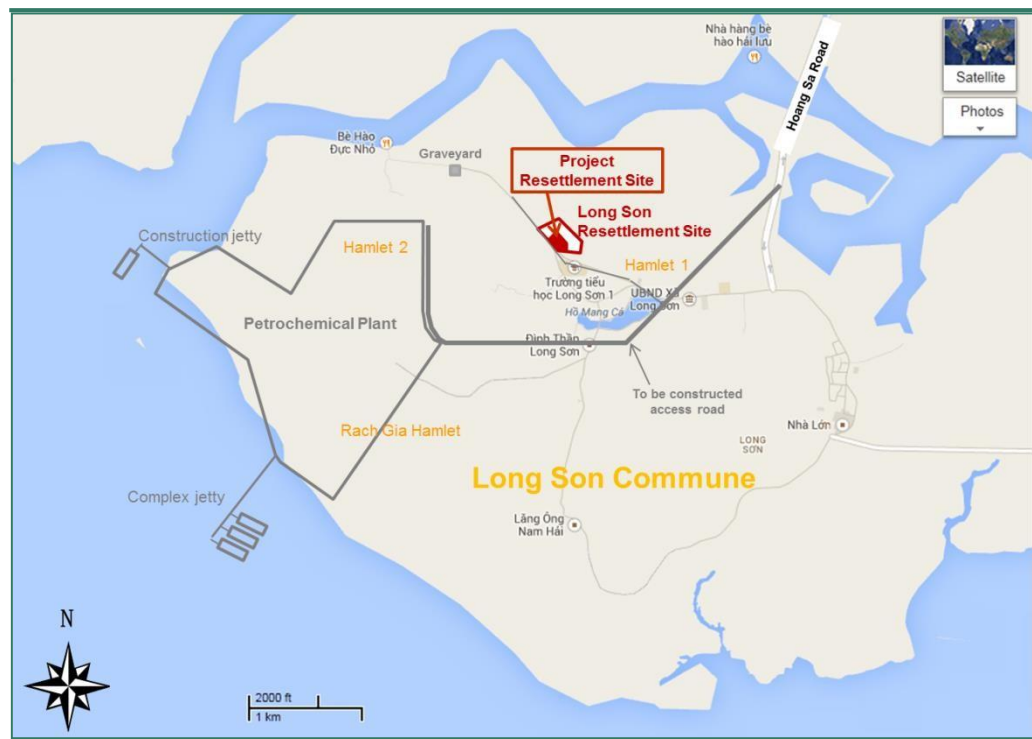 Nhà hàng bè
hào hải lưu
Hoang Sa Road
Satellite
Photos
Bè Hào
Đực Nhỏ
Graveyard
Project
Resettlement Site
Long Son
Resettlement Site
Construction jetty
Hamlet 2
Hamlet 1
Trường tiểu
học Long Sơn 1
UBND Xã
Long Sơn
Hồ Mang Cá
Petrochemical Plant
Đình Thần
Long Sơn
To be constructed
access road
Nhà Lớn
Rach Gia Hamlet
LONG
SƠN
Long Son Commune
Complex jetty
Lăng Ông
Nam Hải
N
2000 ft
1 km